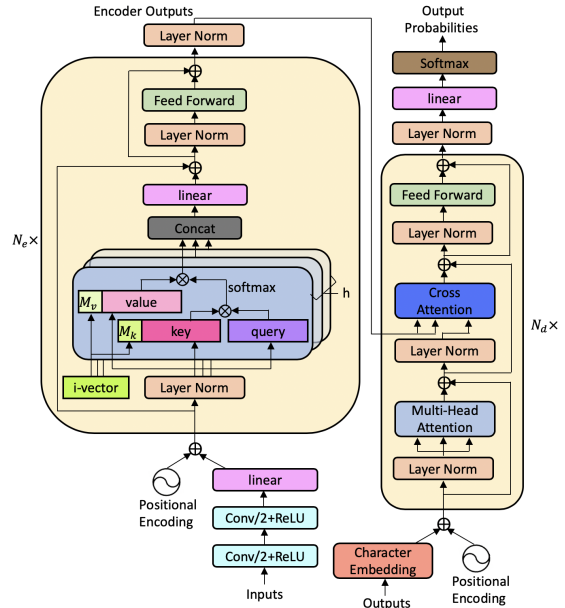 Encoder Outputs
Layer Norm
Feed Forward
Layer Norm
linear
Concat
Nₑ×
softmax
h
Mᵥ value
Mₖ key
query
i-vector
Layer Norm
Positional
Encoding
linear
Conv/2+ReLU
Conv/2+ReLU
Inputs
Output
Probabilities
Softmax
linear
Layer Norm
Feed Forward
Layer Norm
Cross
Attention
N_d×
Layer Norm
Multi-Head
Attention
Layer Norm
Character
Embedding
Positional
Encoding
Outputs